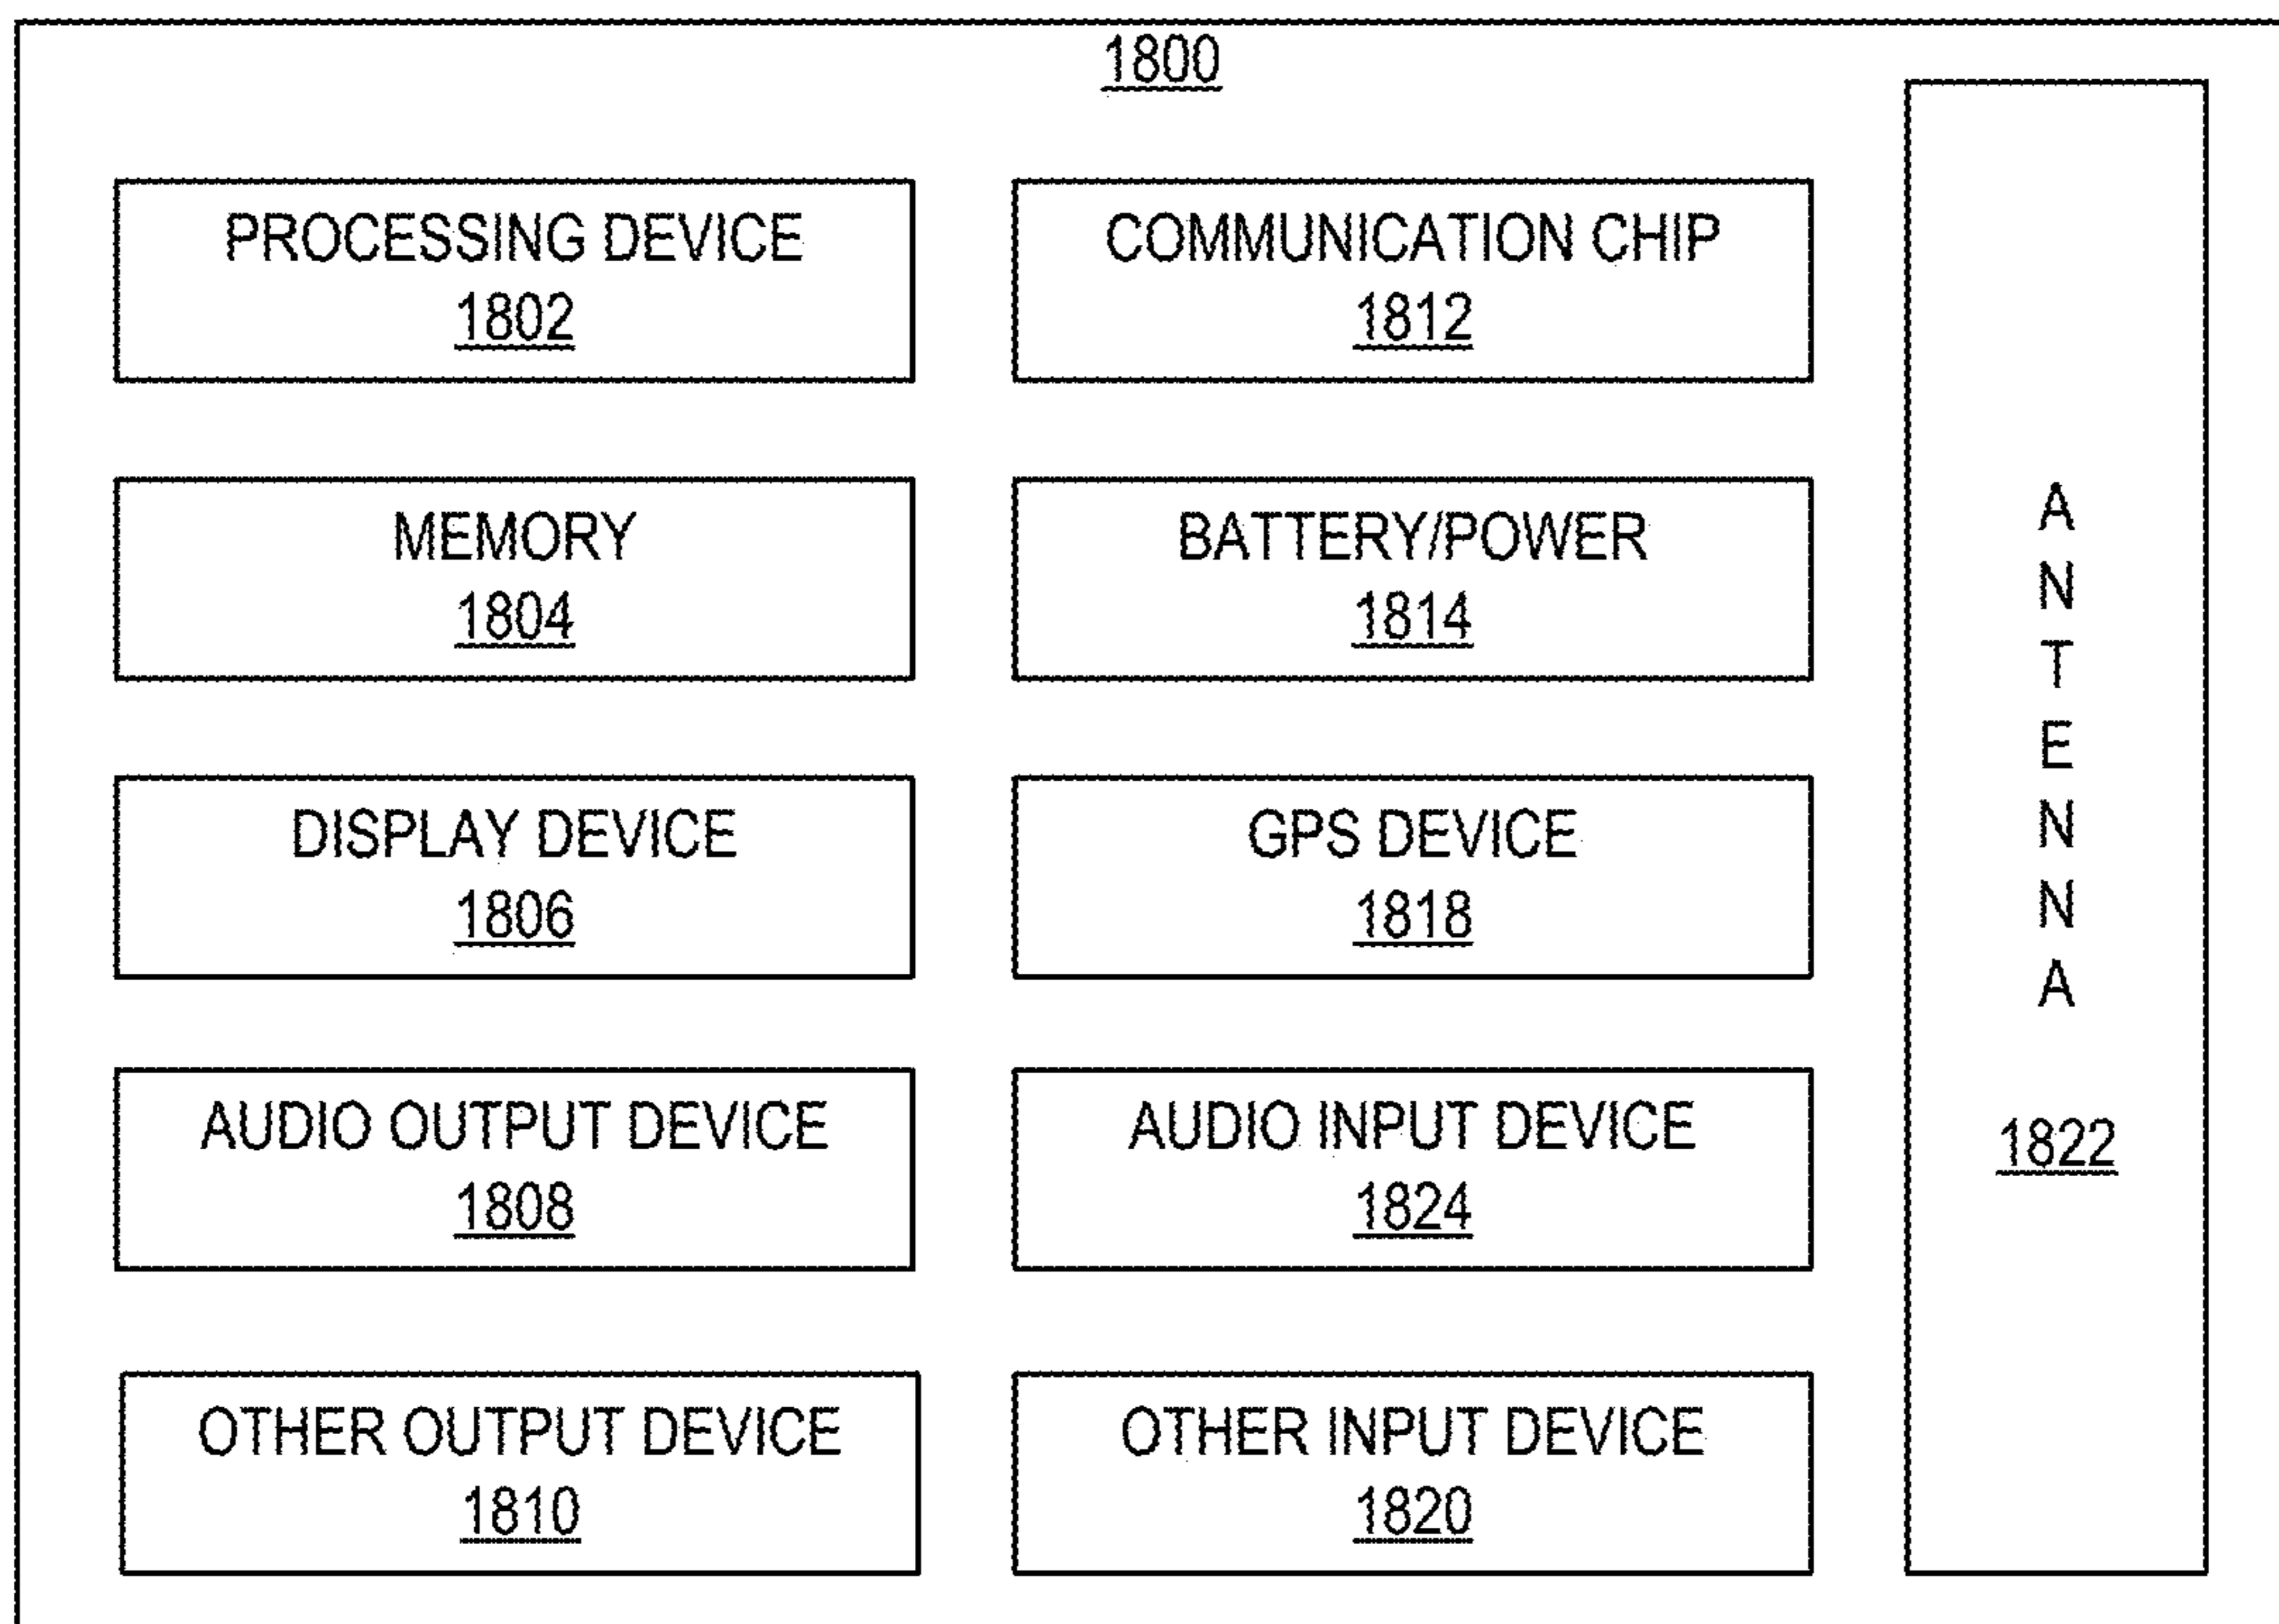 1800
PROCESSING DEVICE
1802
COMMUNICATION CHIP
1812
MEMORY
1804
BATTERY/POWER
1814
DISPLAY DEVICE
1806
GPS DEVICE
1818
AUDIO OUTPUT DEVICE
1808
AUDIO INPUT DEVICE
1824
OTHER OUTPUT DEVICE
1810
OTHER INPUT DEVICE
1820
ANTENNA
1822